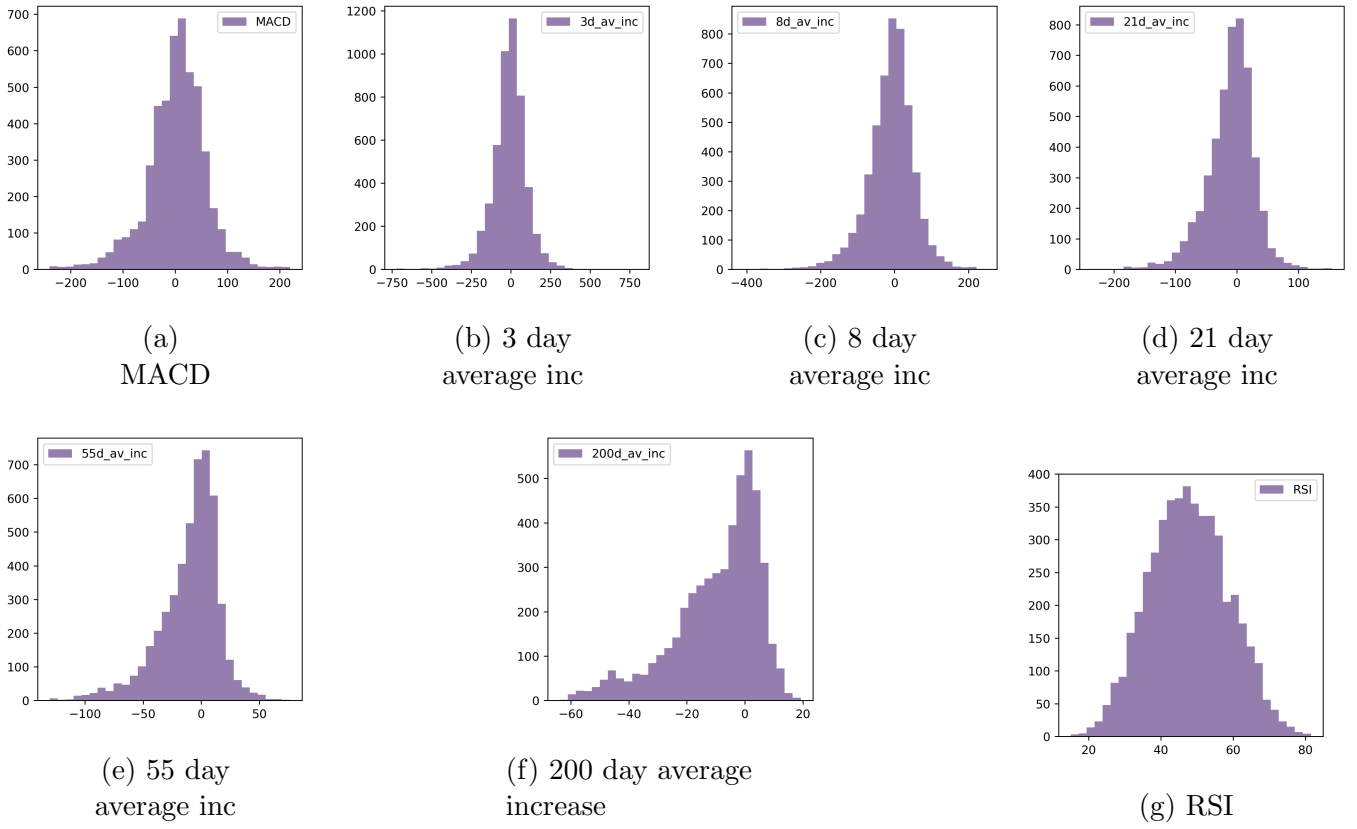 MACD
700
600
500
400
300
200
100
0
−200 −100 0 100 200
(a)
MACD
3d_av_inc
1200
1000
800
600
400
200
0
−750 −500 −250 0 250 500 750
(b) 3 day
average inc
8d_av_inc
800
700
600
500
400
300
200
100
0
−400 −200 0 200
(c) 8 day
average inc
21d_av_inc
800
700
600
500
400
300
200
100
0
−200 −100 0 100
(d) 21 day
average inc
55d_av_inc
700
600
500
400
300
200
100
0
−100 −50 0 50
(e) 55 day
average inc
200d_av_inc
500
400
300
200
100
0
−60 −40 −20 0 20
(f) 200 day average
increase
RSI
400
350
300
250
200
150
100
50
0
20 40 60 80
(g) RSI